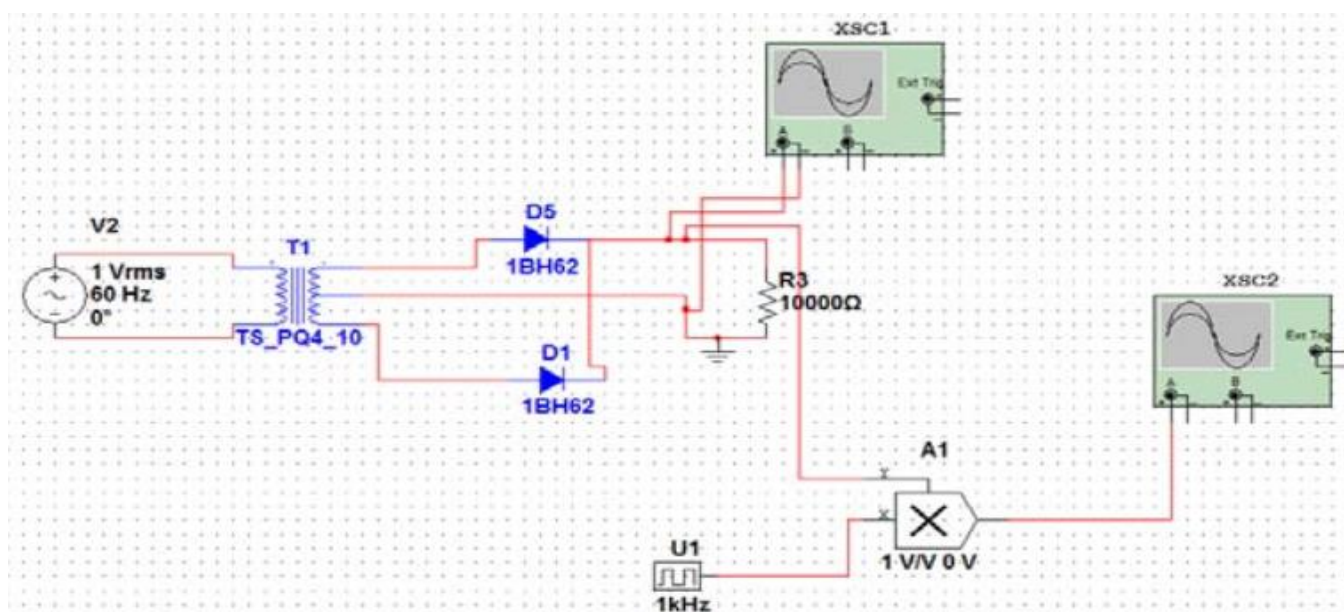 XSC1
Ext Trig
A
B
V2
1 Vrms
60 Hz
0°
T1
TS_PQ4_10
D5
1BH62
D1
1BH62
R3
10000Ω
XSC2
Ext Trig
A
B
A1
Y
X
1 V/V 0 V
U1
1kHz